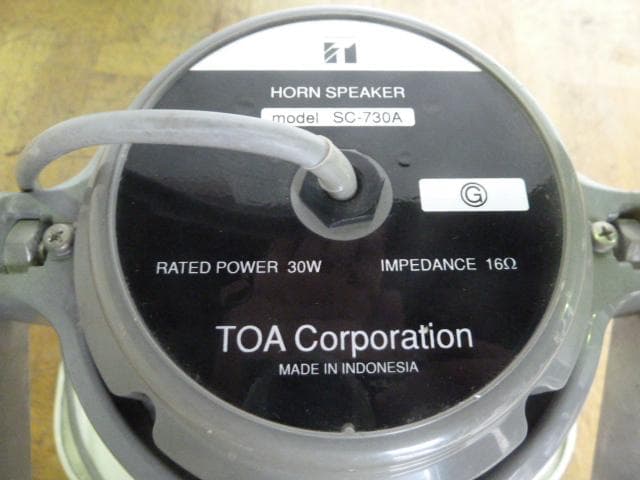 HORN SPEAKER
model SC-730A
G
RATED POWER 30W IMPEDANCE 16Ω
TOA Corporation
MADE IN INDONESIA